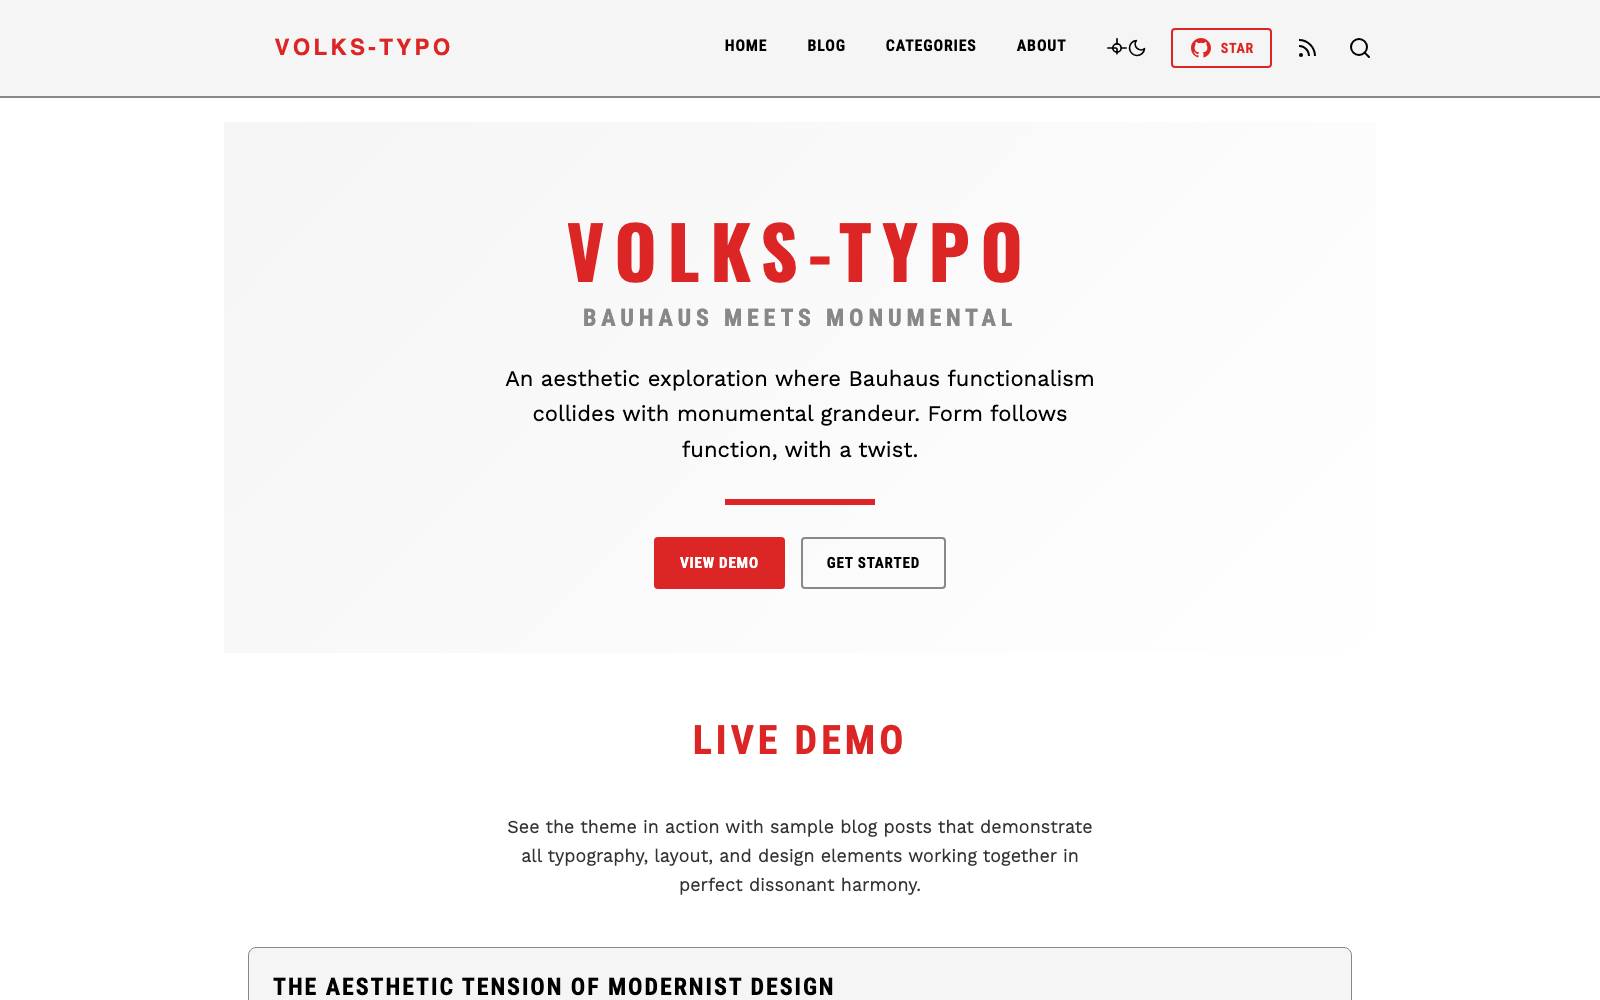 VOLKS-TYPO
HOME BLOG CATEGORIES ABOUT STAR
VOLKS-TYPO
BAUHAUS MEETS MONUMENTAL
An aesthetic exploration where Bauhaus functionalism
collides with monumental grandeur. Form follows
function, with a twist.
VIEW DEMO GET STARTED
LIVE DEMO
See the theme in action with sample blog posts that demonstrate
all typography, layout, and design elements working together in
perfect dissonant harmony.
THE AESTHETIC TENSION OF MODERNIST DESIGN